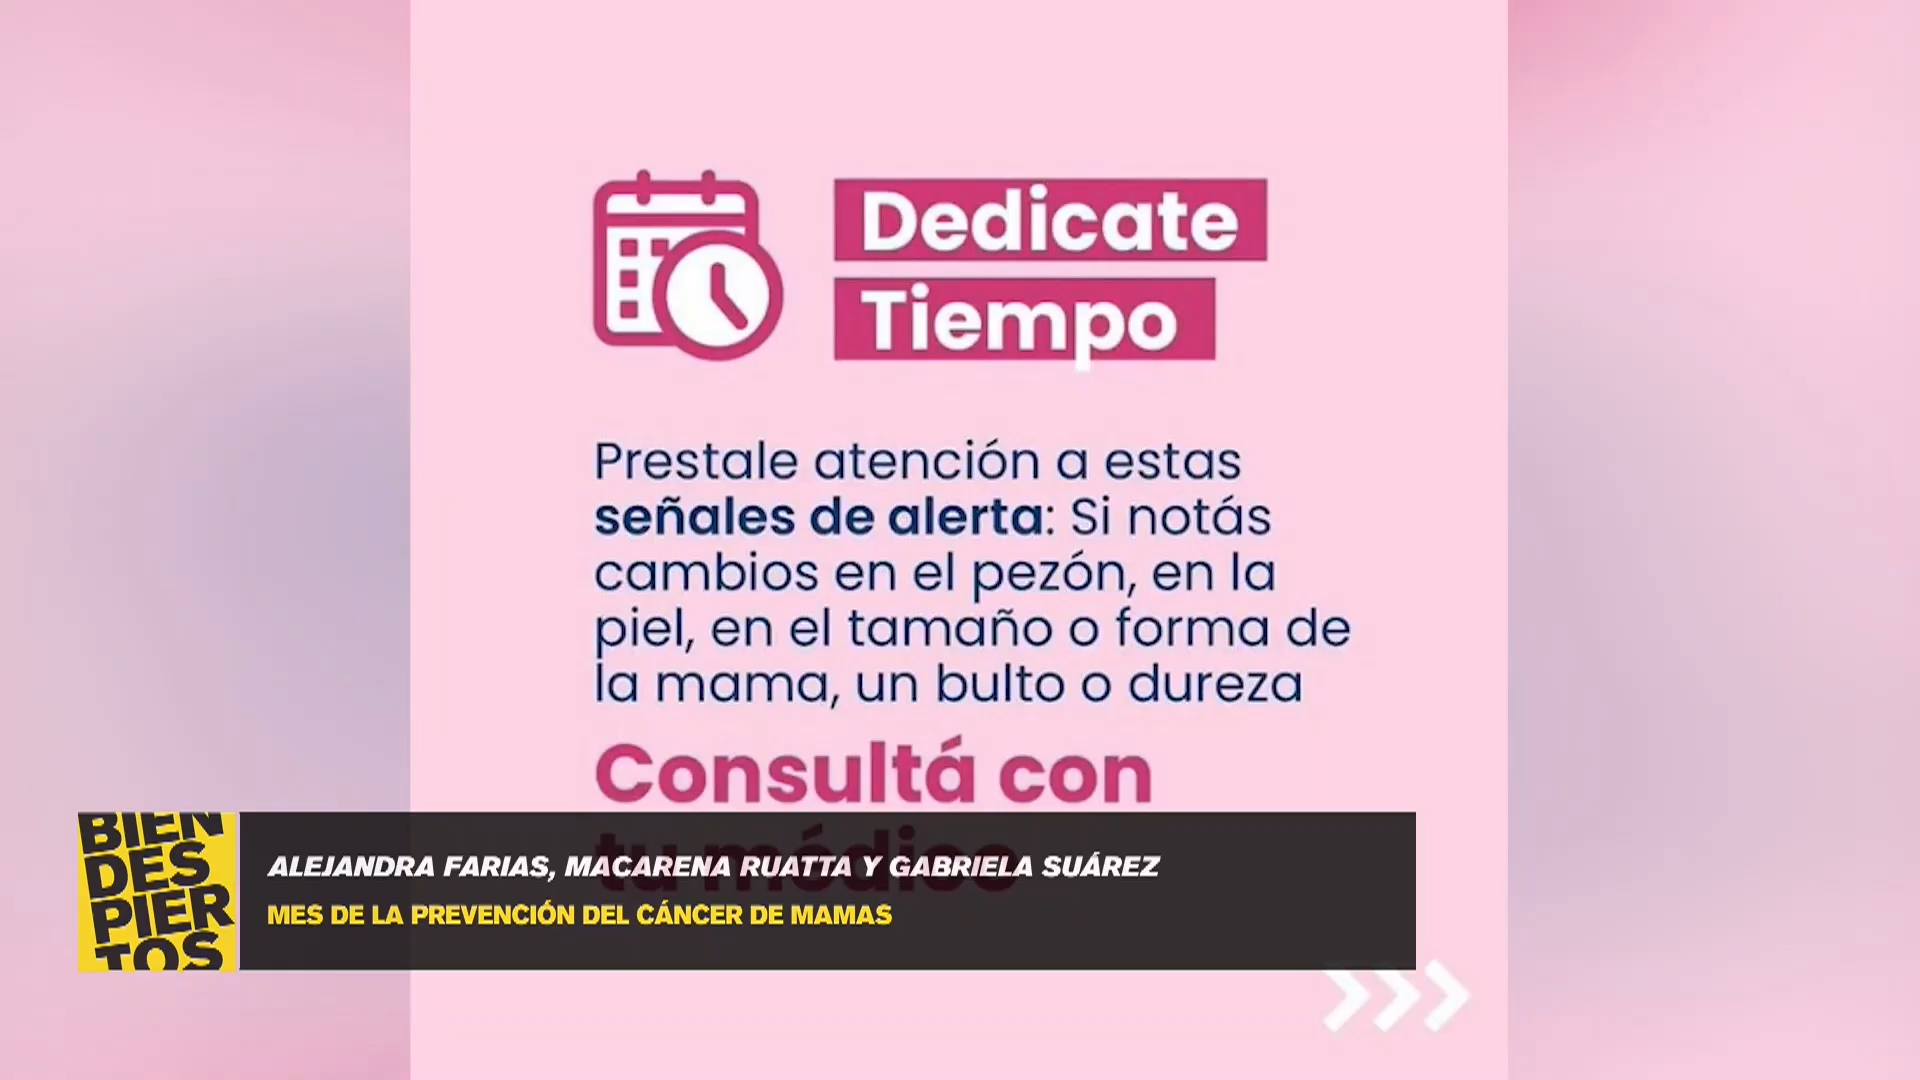 Dedicate
Tiempo
Prestale atención a estas
señales de alerta: Si notás
cambios en el pezón, en la
piel, en el tamaño o forma de
la mama, un bulto o dureza
Consultá con
tu médico
BIEN
DES
PIER
TOS
ALEJANDRA FARIAS, MACARENA RUATTA Y GABRIELA SUÁREZ
MES DE LA PREVENCIÓN DEL CÁNCER DE MAMAS